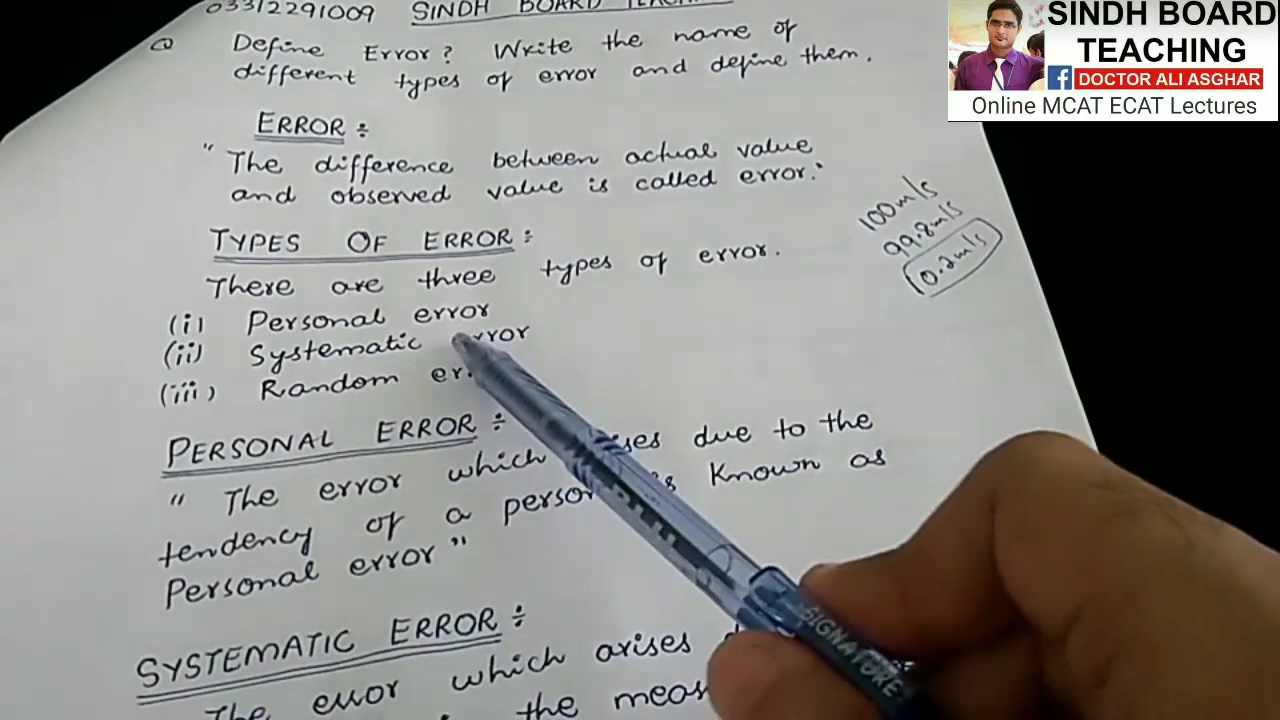 03312291009 SINDH BOARD
Q Define Error? Write the name of
different types of error and define them.
ERROR:
"The difference between actual value
and observed value is called error."
TYPES OF ERROR:
There are three types of error.
(i) Personal error
(ii) Systematic error
(iii) Random
PERSONAL ERROR:
" The error which arises due to the
tendency of a person is known as
Personal error"
SYSTEMATIC ERROR:
The error which arises
the
100m/s
99.8m/s
0.2m/s
SIGNATURE
SINDH BOARD
TEACHING
f DOCTOR ALI ASGHAR
Online MCAT ECAT Lectures